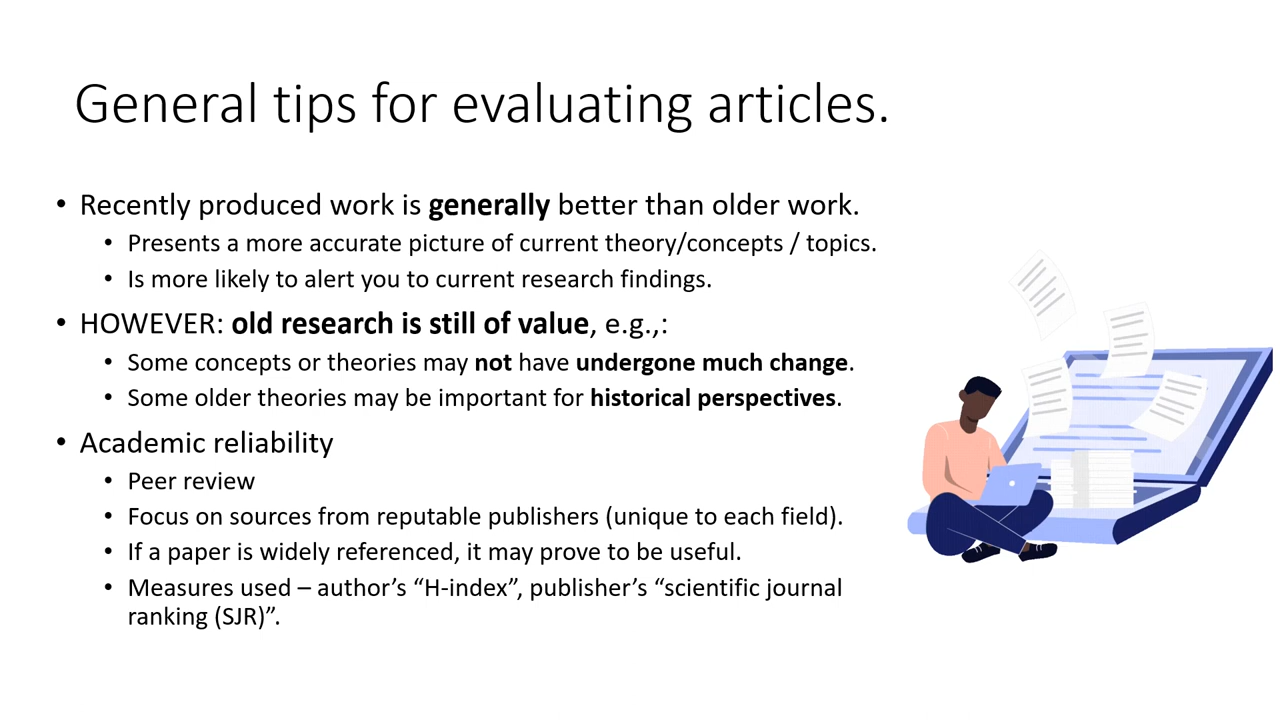 General tips for evaluating articles.
• Recently produced work is generally better than older work.
• Presents a more accurate picture of current theory/concepts / topics.
• Is more likely to alert you to current research findings.
• HOWEVER: old research is still of value, e.g.,:
• Some concepts or theories may not have undergone much change.
• Some older theories may be important for historical perspectives.
• Academic reliability
• Peer review
• Focus on sources from reputable publishers (unique to each field).
• If a paper is widely referenced, it may prove to be useful.
• Measures used – author’s “H-index”, publisher’s “scientific journal
ranking (SJR)”.